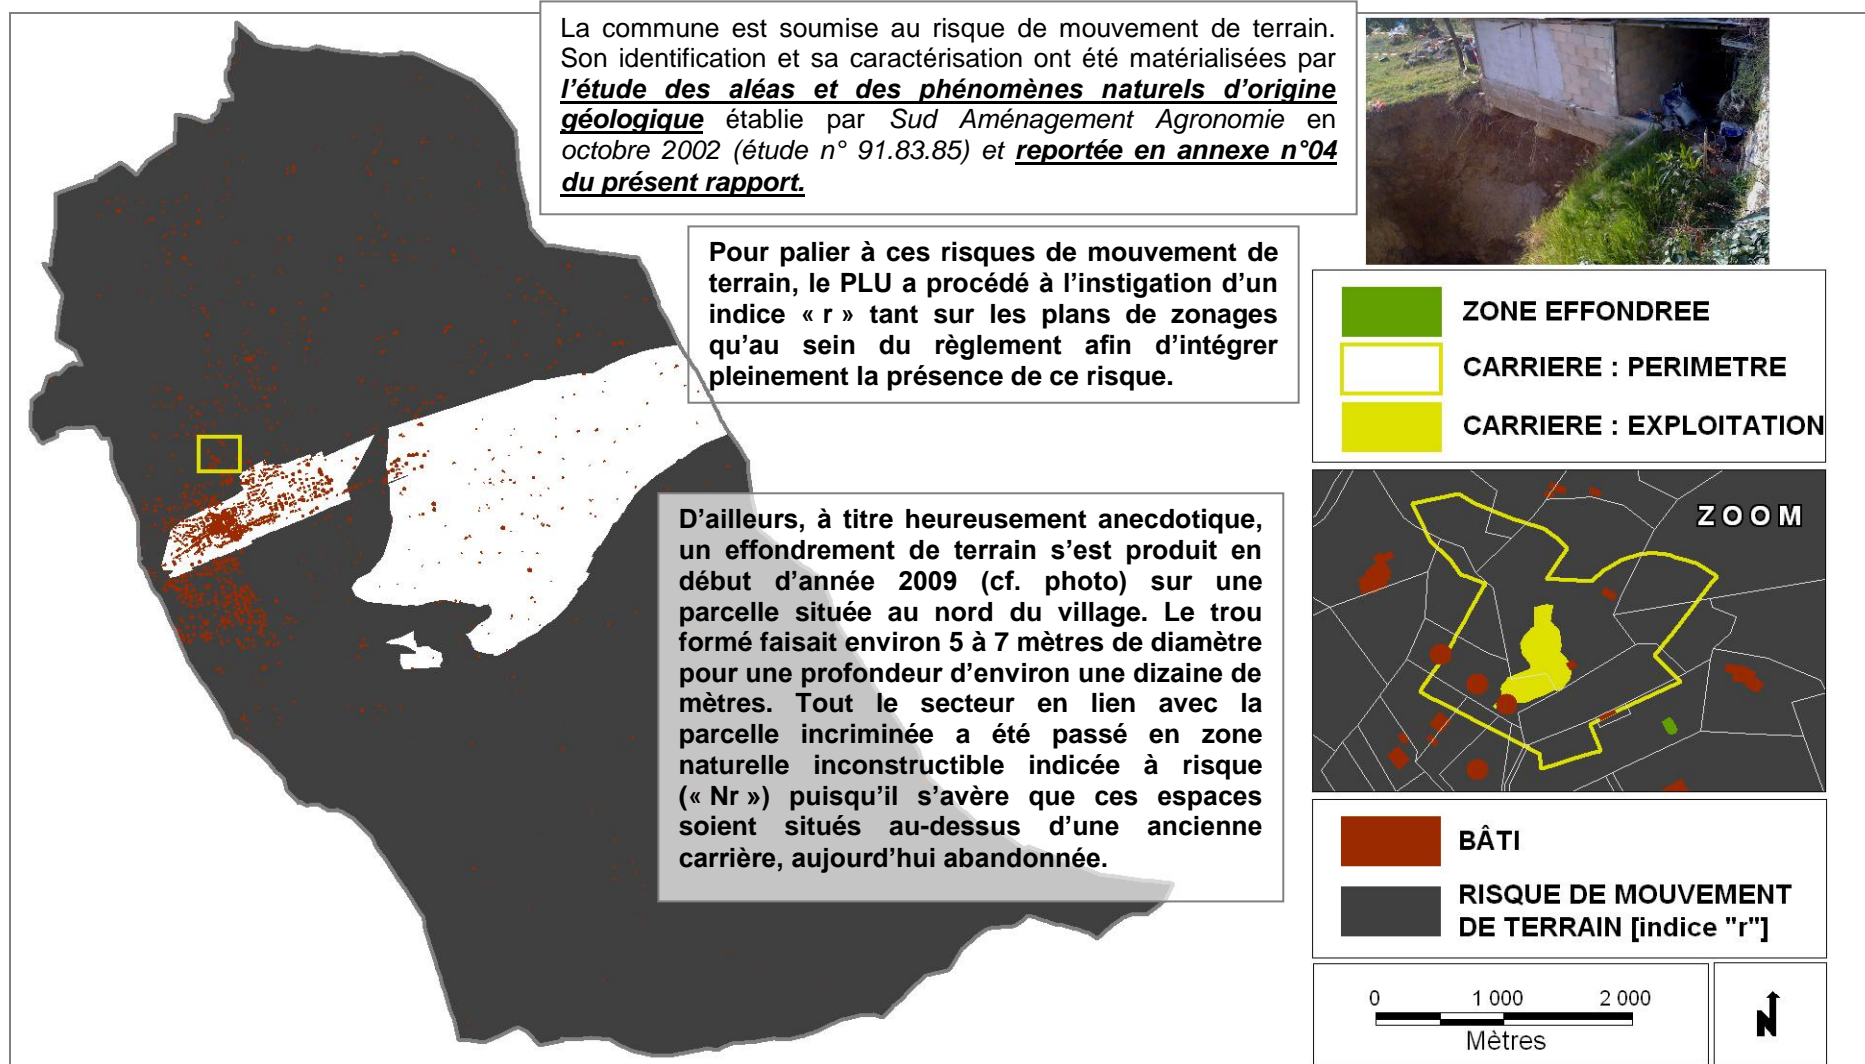 La commune est soumise au risque de mouvement de terrain.
Son identification et sa caractérisation ont été matérialisées par
l'étude des aléas et des phénomènes naturels d'origine
géologique établie par Sud Aménagement Agronomie en
octobre 2002 (étude n° 91.83.85) et reportée en annexe n°04
du présent rapport.
Pour palier à ces risques de mouvement de
terrain, le PLU a procédé à l'instigation d'un
indice « r » tant sur les plans de zonages
qu'au sein du règlement afin d'intégrer
pleinement la présence de ce risque.
D'ailleurs, à titre heureusement anecdotique,
un effondrement de terrain s'est produit en
début d'année 2009 (cf. photo) sur une
parcelle située au nord du village. Le trou
formé faisait environ 5 à 7 mètres de diamètre
pour une profondeur d'environ une dizaine de
mètres. Tout le secteur en lien avec la
parcelle incriminée a été passé en zone
naturelle inconstructible indicée à risque
(« Nr ») puisqu'il s'avère que ces espaces
soient situés au-dessus d'une ancienne
carrière, aujourd'hui abandonnée.
ZONE EFFONDREE
CARRIERE : PERIMETRE
CARRIERE : EXPLOITATION
ZOOM
BÂTI
RISQUE DE MOUVEMENT
DE TERRAIN [indice "r"]
0 1 000 2 000
Mètres
N